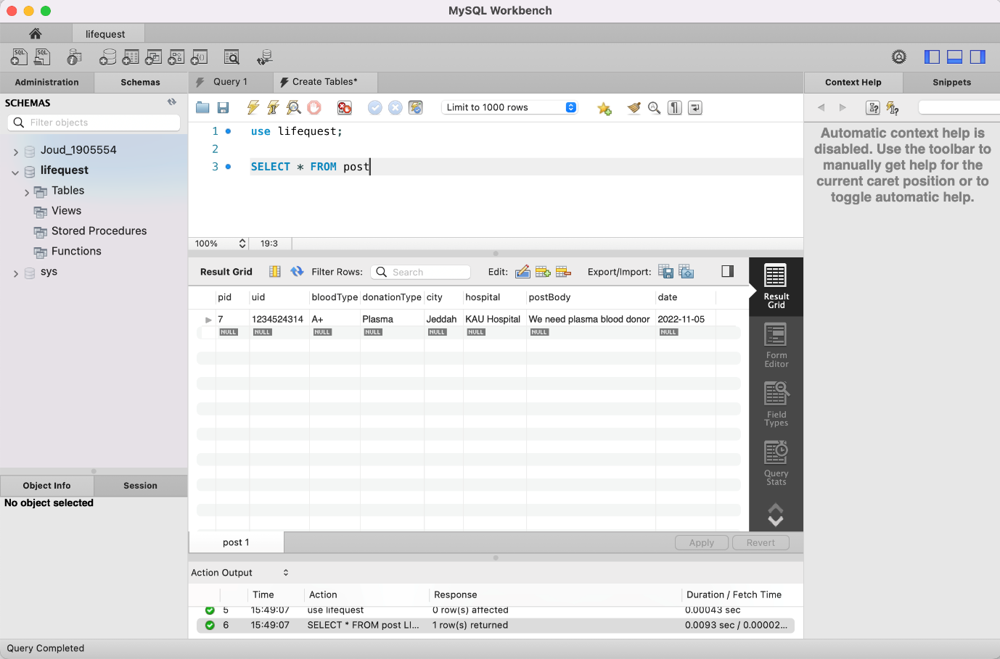 MySQL Workbench
lifequest
Administration
Schemas
Query 1
Create Tables*
Context Help
Snippets
SCHEMAS
Filter objects
Joud_1905554
lifequest
Tables
Views
Stored Procedures
Functions
sys
Object Info
Session
No object selected
Limit to 1000 rows
1 use lifequest;
2
3 SELECT * FROM post
100% 19:3
Result Grid
Filter Rows:
Search
Edit:
Export/Import:
pid uid bloodType donationType city hospital postBody date
7 1234524314 A+ Plasma Jeddah KAU Hospital We need plasma blood donor 2022-11-05
NULL NULL NULL NULL NULL NULL NULL NULL
Result
Grid
Form
Editor
Field
Types
Query
Stats
post 1
Apply
Revert
Action Output
Time Action Response Duration / Fetch Time
5 15:49:07 use lifequest 0 row(s) affected 0.00043 sec
6 15:49:07 SELECT * FROM post LI... 1 row(s) returned 0.0093 sec / 0.00002...
Automatic context help is
disabled. Use the toolbar to
manually get help for the
current caret position or to
toggle automatic help.
Query Completed